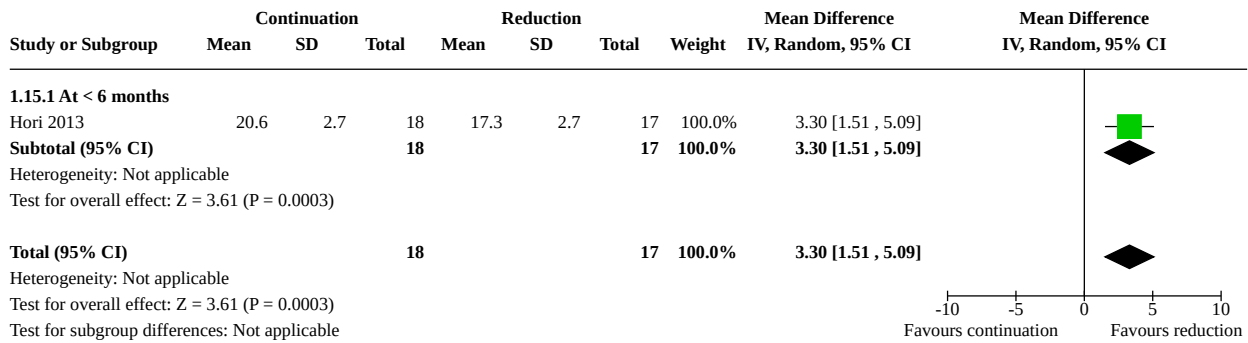 Continuation Reduction Mean Difference Mean Difference
Study or Subgroup Mean SD Total Mean SD Total Weight IV, Random, 95% CI IV, Random, 95% CI
1.15.1 At < 6 months
Hori 2013 20.6 2.7 18 17.3 2.7 17 100.0% 3.30 [1.51 , 5.09]
Subtotal (95% CI) 18 17 100.0% 3.30 [1.51 , 5.09]
Heterogeneity: Not applicable
Test for overall effect: Z = 3.61 (P = 0.0003)
Total (95% CI) 18 17 100.0% 3.30 [1.51 , 5.09]
Heterogeneity: Not applicable
Test for overall effect: Z = 3.61 (P = 0.0003)
-10 -5 0 5 10
Test for subgroup differences: Not applicable Favours continuation Favours reduction